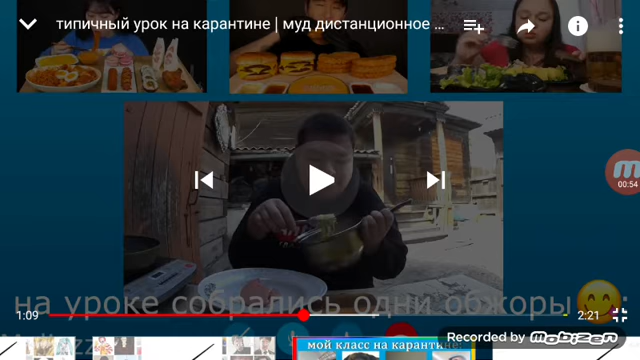 типичный урок на карантине | муд дистанционное ...
00:54
на уроке собрались одни обжоры😋:
1:09
2:21
Recorded by MOBIZEN
мой класс на карантине: